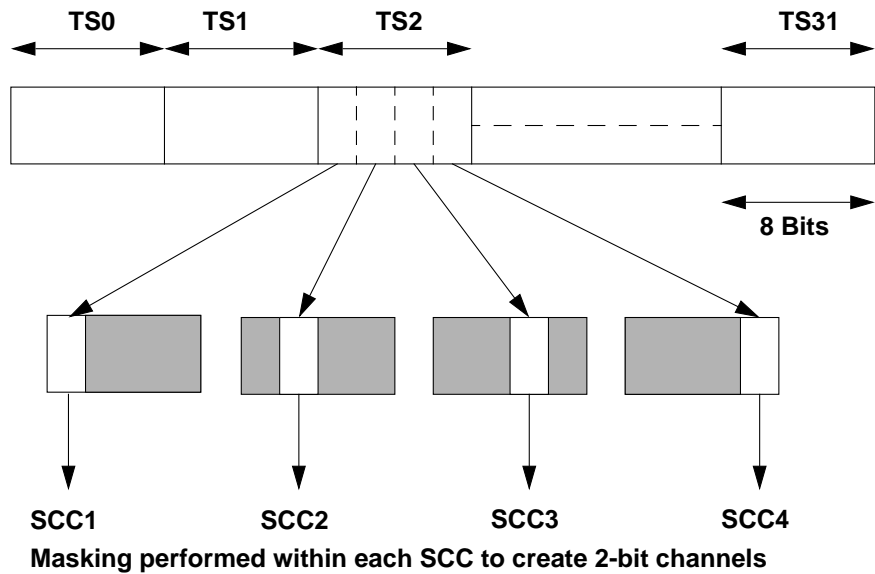 TS0 TS1 TS2 TS31
8 Bits
SCC1 SCC2 SCC3 SCC4
Masking performed within each SCC to create 2-bit channels